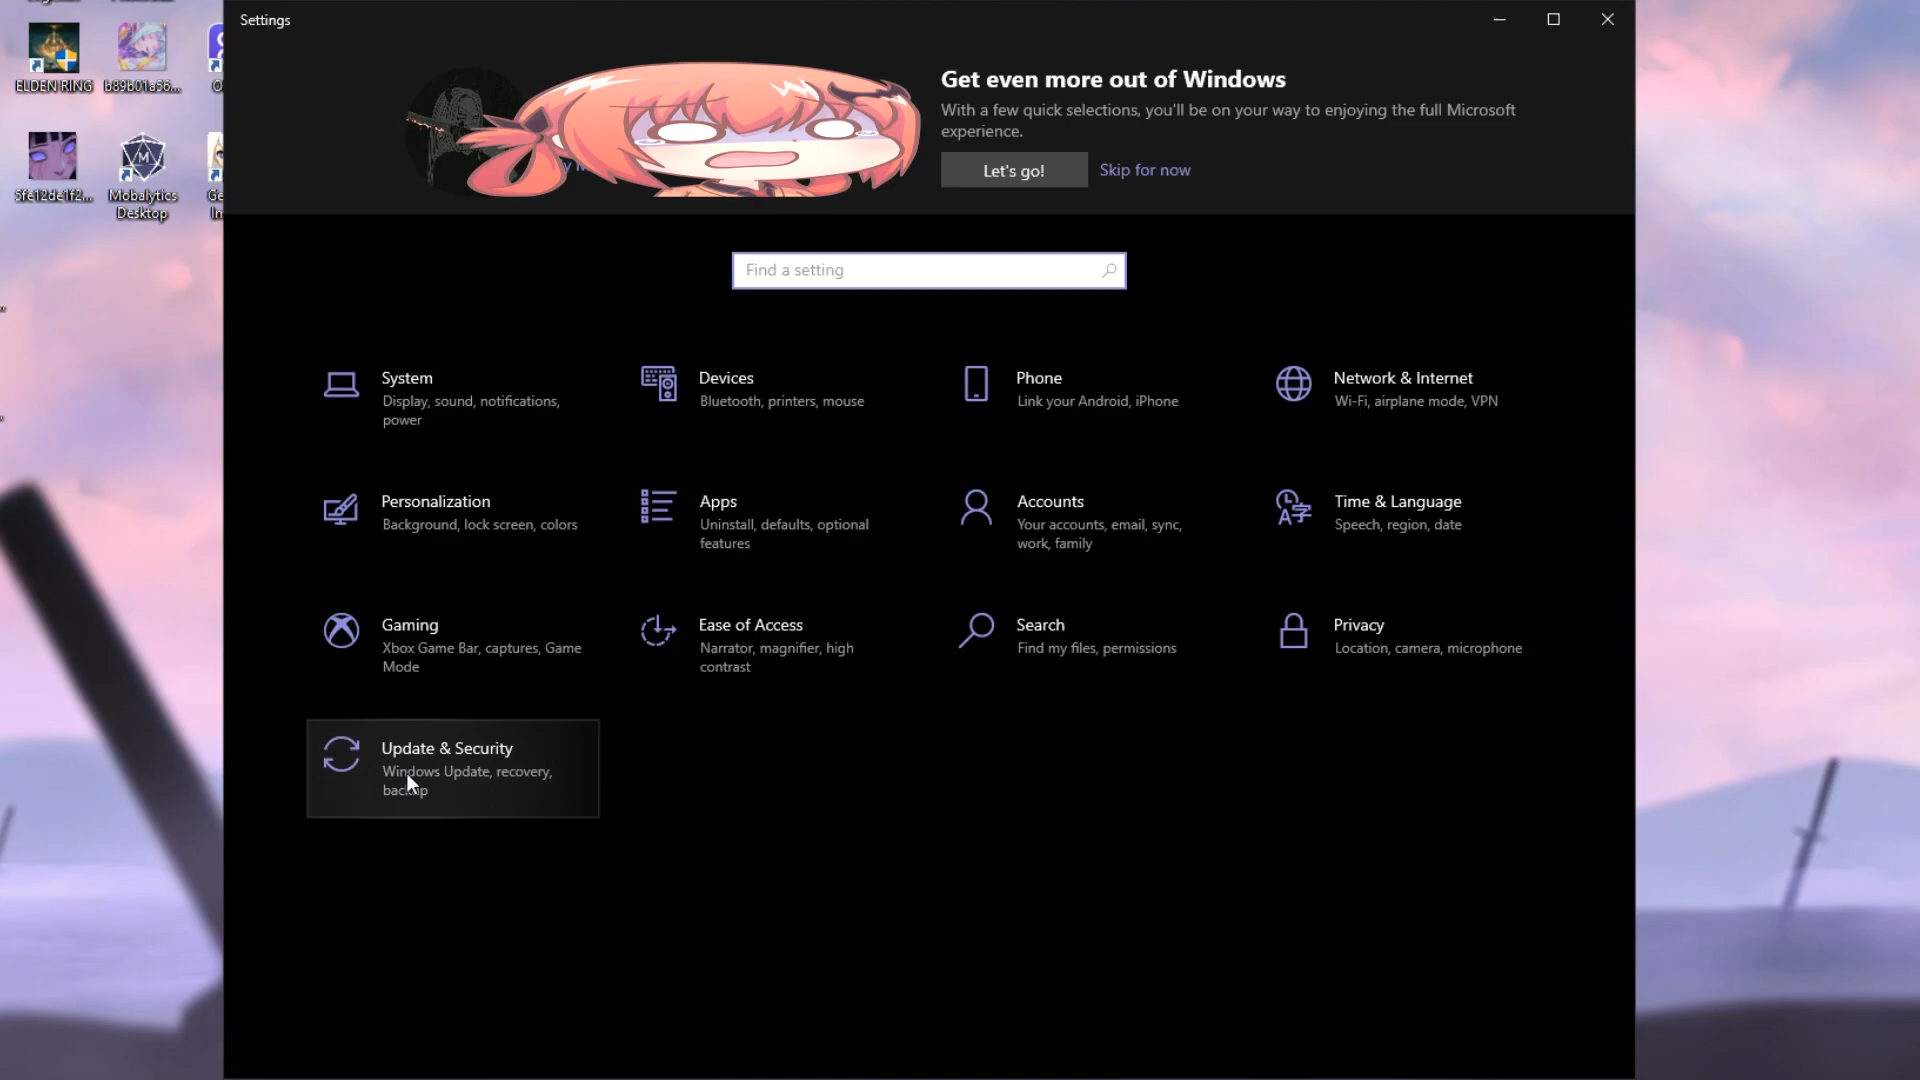 Settings
ELDEN RING
b89b01a56...
5fe12de1f2...
Mobalytics
Desktop
Ge
In
Get even more out of Windows
With a few quick selections, you'll be on your way to enjoying the full Microsoft
experience.
Let's go!
Skip for now
Find a setting
System
Display, sound, notifications,
power
Devices
Bluetooth, printers, mouse
Phone
Link your Android, iPhone
Network & Internet
Wi-Fi, airplane mode, VPN
Personalization
Background, lock screen, colors
Apps
Uninstall, defaults, optional
features
Accounts
Your accounts, email, sync,
work, family
Time & Language
Speech, region, date
Gaming
Xbox Game Bar, captures, Game
Mode
Ease of Access
Narrator, magnifier, high
contrast
Search
Find my files, permissions
Privacy
Location, camera, microphone
Update & Security
Windows Update, recovery,
backup